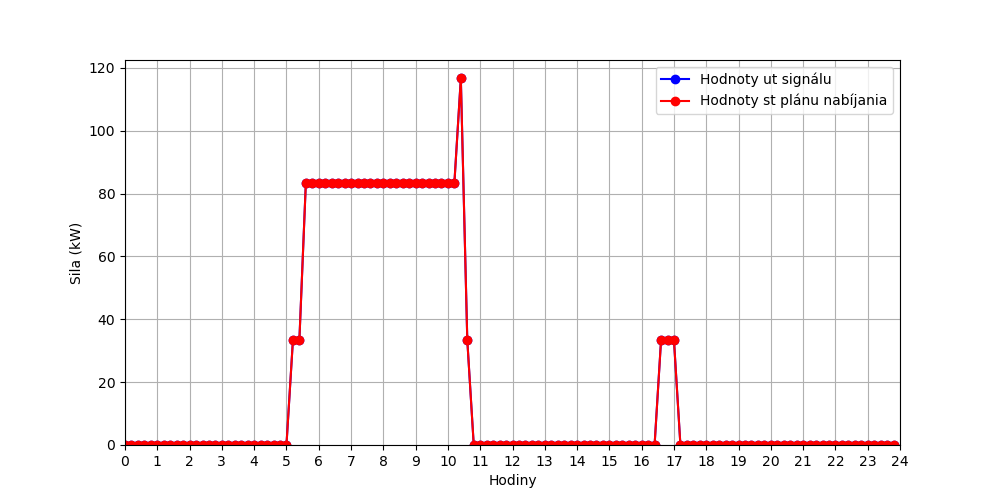 Hodnoty ut signálu
Hodnoty st plánu nabíjania
120
100
80
60
40
20
0
Sila (kW)
0 1 2 3 4 5 6 7 8 9 10 11 12 13 14 15 16 17 18 19 20 21 22 23 24
Hodiny